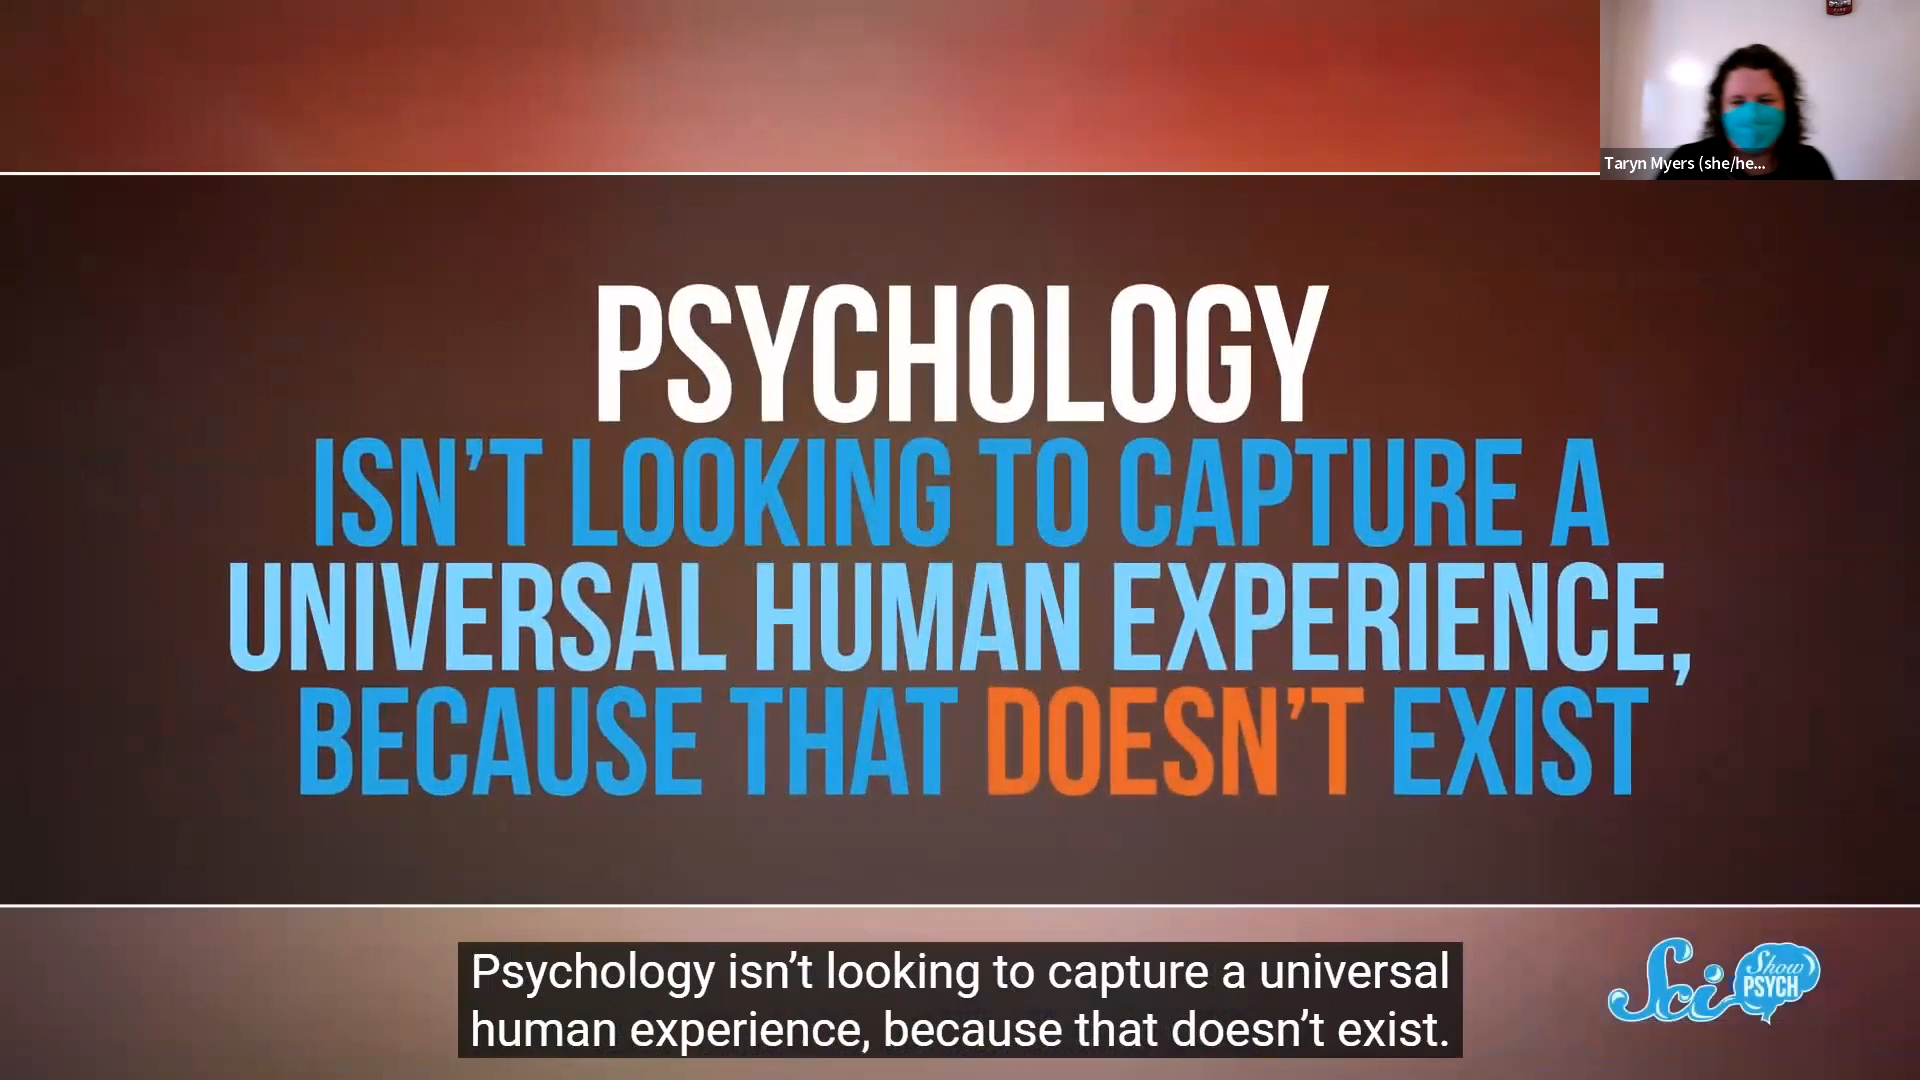 Taryn Myers (she/he...
PSYCHOLOGY
ISN'T LOOKING TO CAPTURE A
UNIVERSAL HUMAN EXPERIENCE,
BECAUSE THAT DOESN'T EXIST
Psychology isn't looking to capture a universal
human experience, because that doesn't exist.
Sci Show
PSYCH